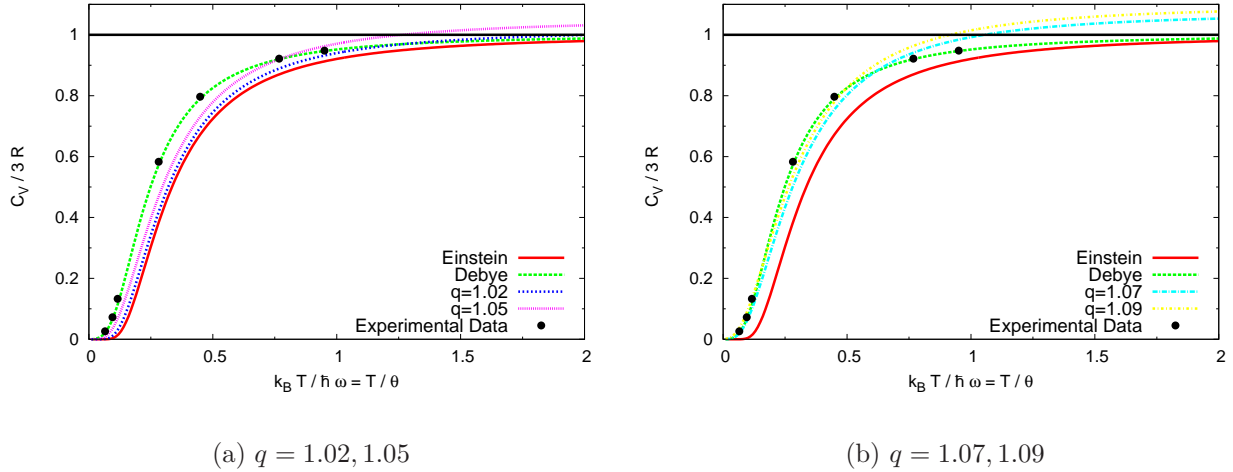 1
0.8
0.6
0.4
0.2
0
C_V / 3 R
0
0.5
1
1.5
2
k_B T / ℏ ω = T / θ
Einstein
Debye
q=1.02
q=1.05
Experimental Data
(a) q = 1.02, 1.05
1
0.8
0.6
0.4
0.2
0
C_V / 3 R
0
0.5
1
1.5
2
k_B T / ℏ ω = T / θ
Einstein
Debye
q=1.07
q=1.09
Experimental Data
(b) q = 1.07, 1.09